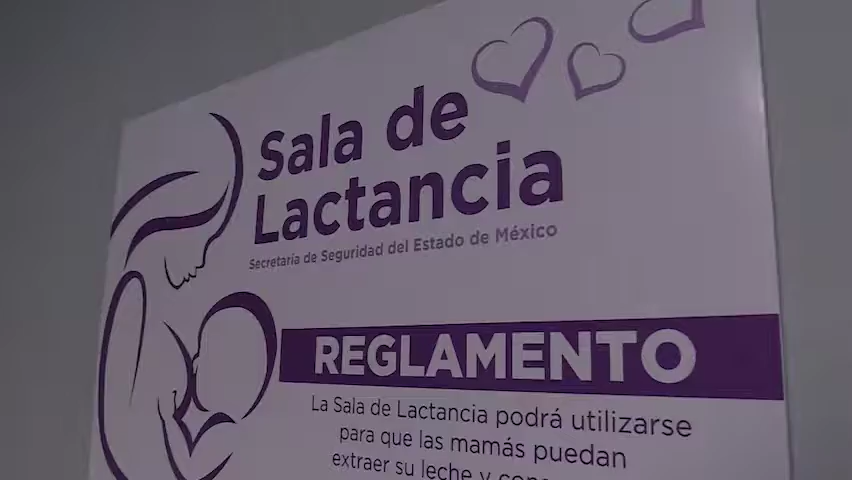 Sala de
Lactancia
Secretaría de Seguridad del Estado de México
REGLAMENTO
La Sala de Lactancia podrá utilizarse
para que las mamás puedan
extraer su leche y